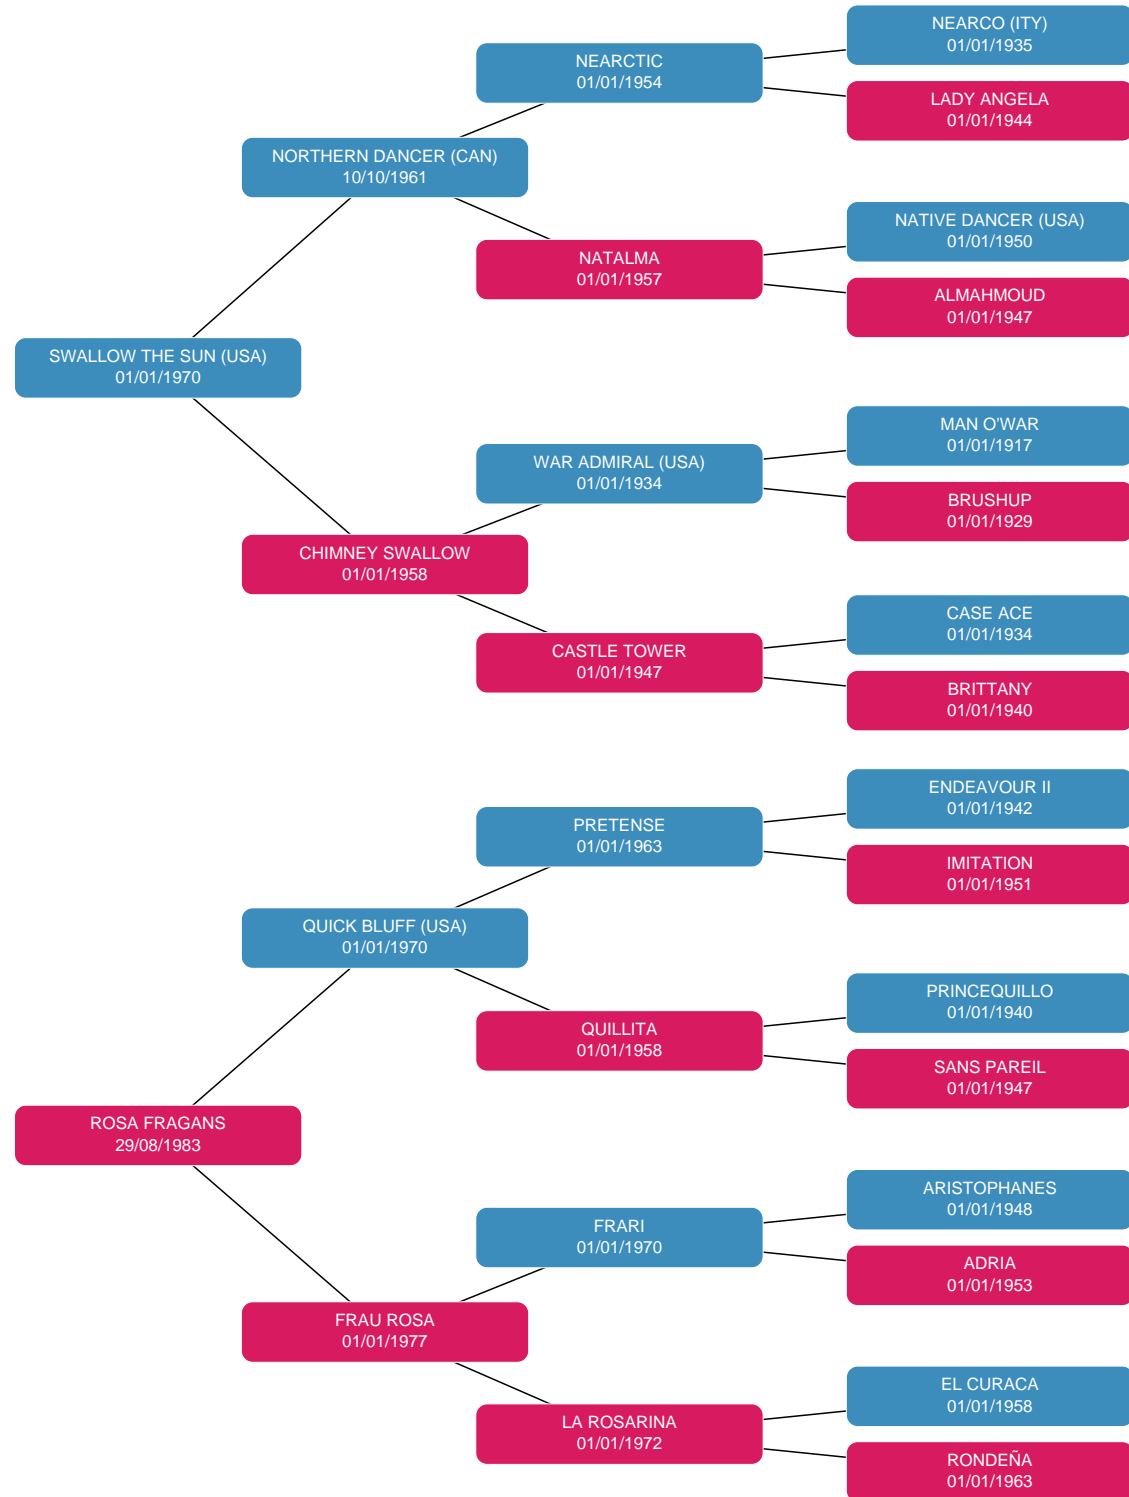 NEARCO (ITY)
01/01/1935
NEARCTIC
01/01/1954
LADY ANGELA
01/01/1944
NORTHERN DANCER (CAN)
10/10/1961
NATIVE DANCER (USA)
01/01/1950
NATALMA
01/01/1957
ALMAHMOUD
01/01/1947
SWALLOW THE SUN (USA)
01/01/1970
MAN O'WAR
01/01/1917
WAR ADMIRAL (USA)
01/01/1934
BRUSHUP
01/01/1929
CHIMNEY SWALLOW
01/01/1958
CASE ACE
01/01/1934
CASTLE TOWER
01/01/1947
BRITTANY
01/01/1940
ENDEAVOUR II
01/01/1942
PRETENSE
01/01/1963
IMITATION
01/01/1951
QUICK BLUFF (USA)
01/01/1970
PRINCEQUILLO
01/01/1940
QUILLITA
01/01/1958
SANS PAREIL
01/01/1947
ROSA FRAGANS
29/08/1983
ARISTOPHANES
01/01/1948
FRARI
01/01/1970
ADRIA
01/01/1953
FRAU ROSA
01/01/1977
EL CURACA
01/01/1958
LA ROSARINA
01/01/1972
RONDEÑA
01/01/1963